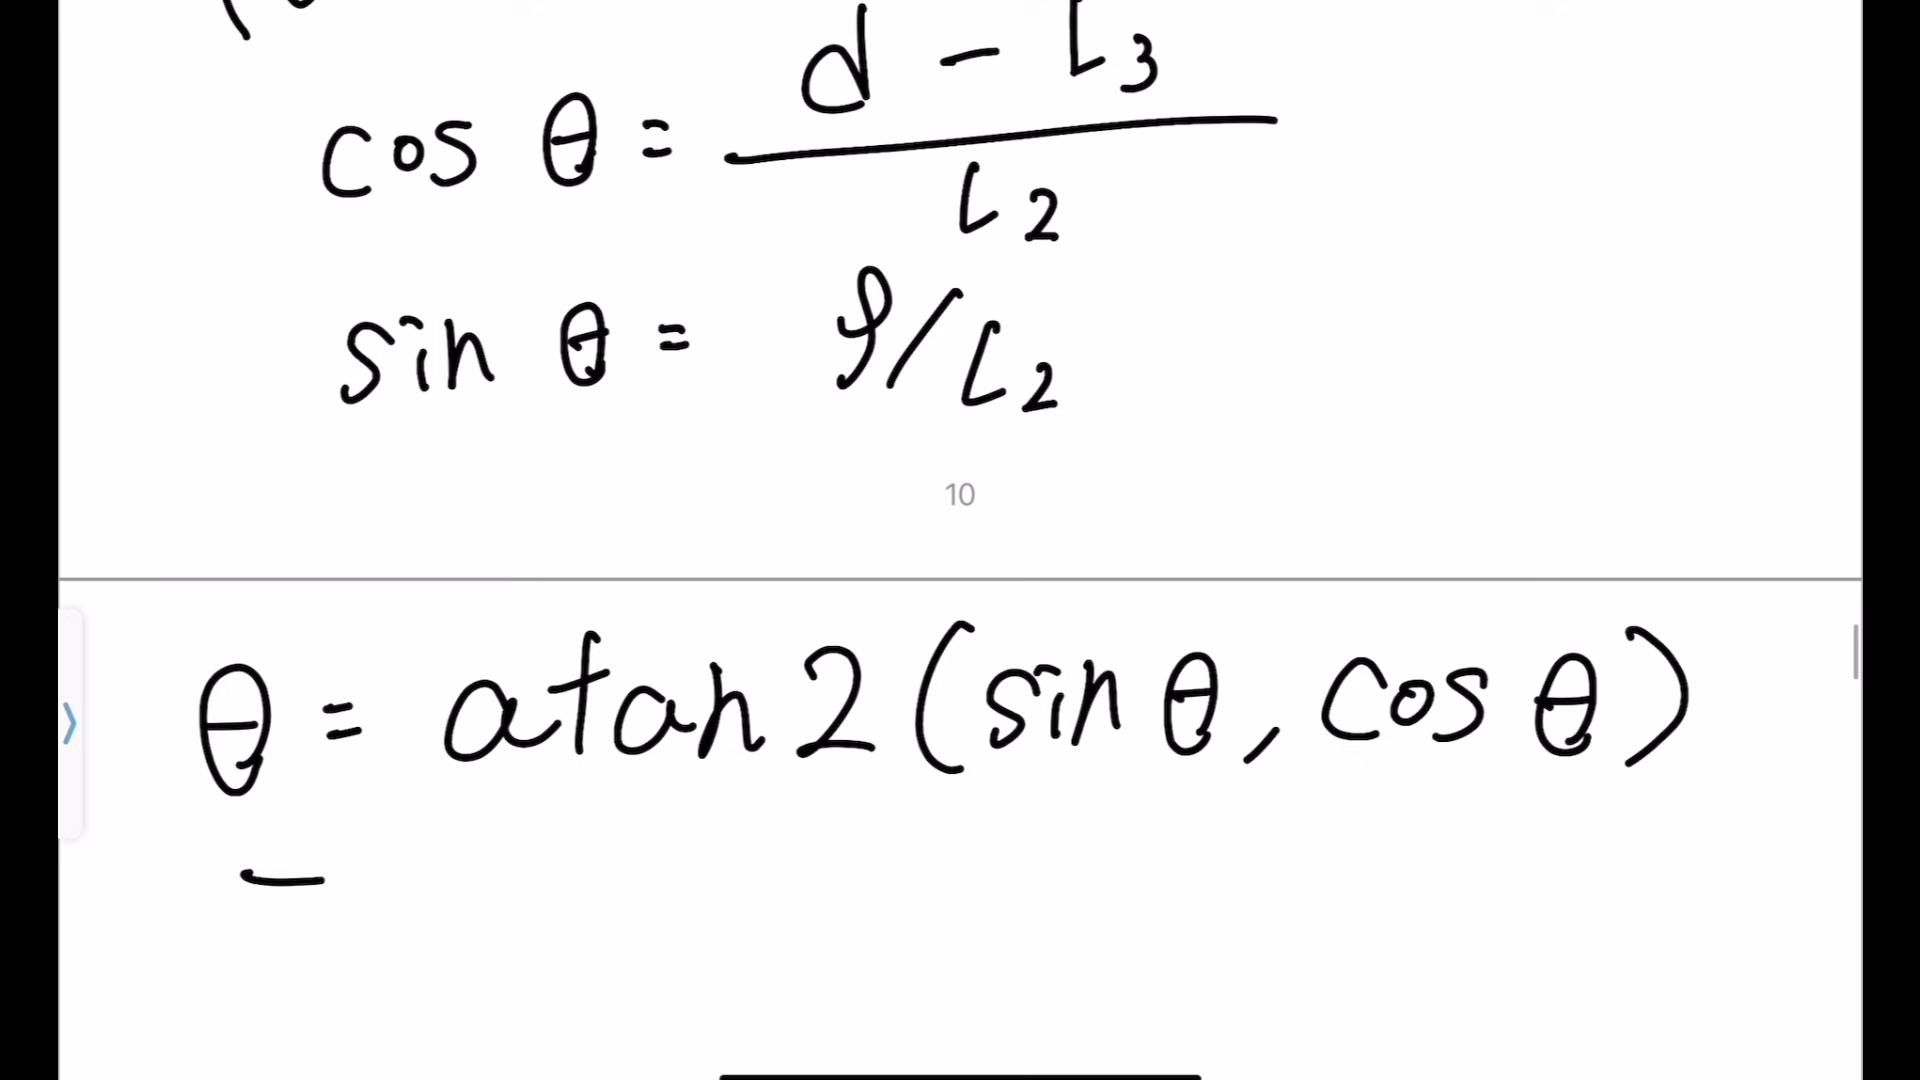 cos θ = (d - L3) / L2
sin θ = ρ/L2
10
θ = atan2(sin θ, cos θ)